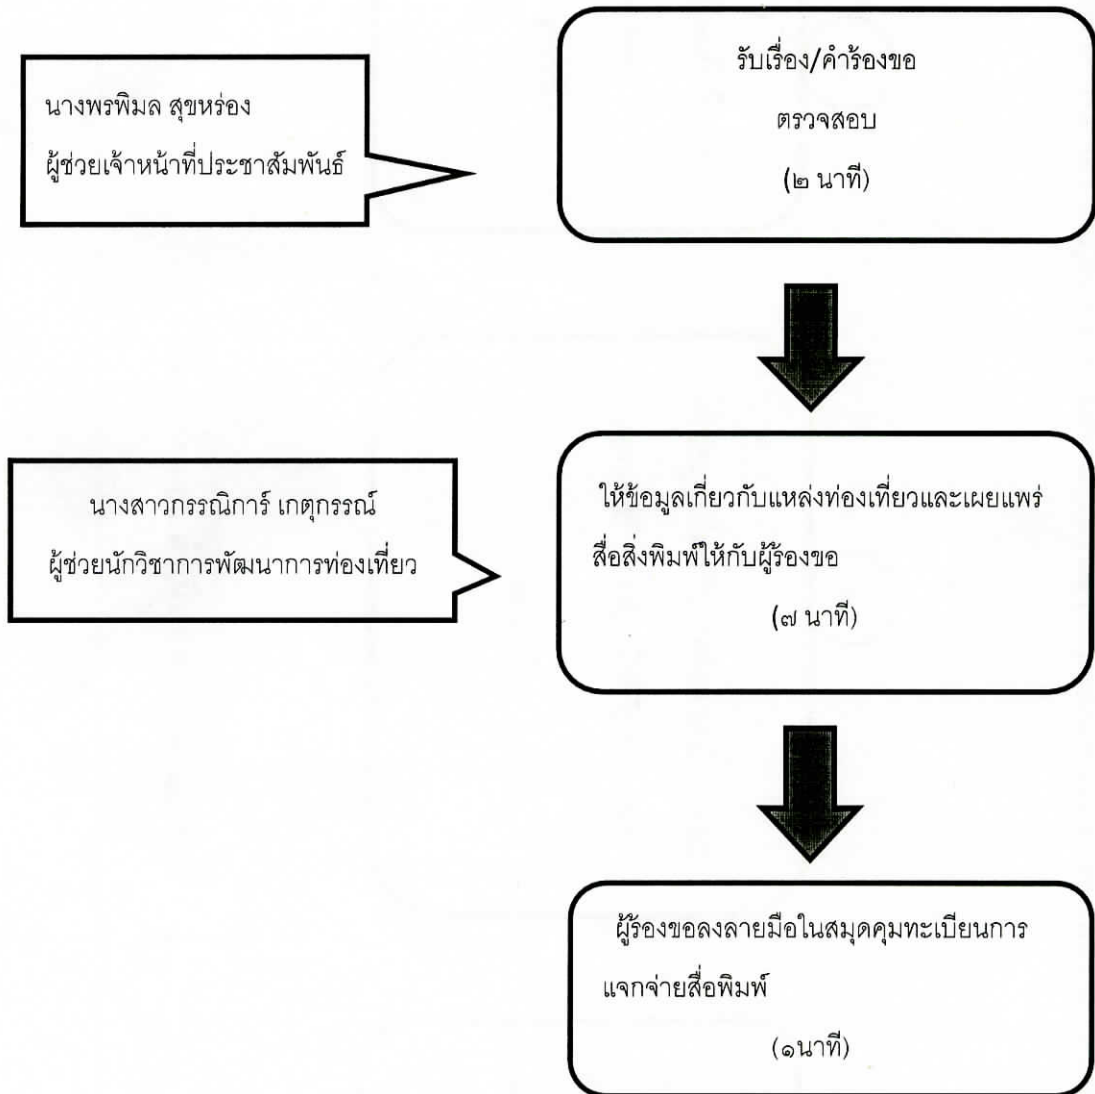 รับเรื่อง/คำร้องขอ
ตรวจสอบ
(๒ นาที)
นางพรพิมล สุขหร่อง
ผู้ช่วยเจ้าหน้าที่ประชาสัมพันธ์
ให้ข้อมูลเกี่ยวกับแหล่งท่องเที่ยวและเผยแพร่
สื่อสิ่งพิมพ์ให้กับผู้ร้องขอ
(๗ นาที)
นางสาวกรรณิการ์ เกตุกรรณ์
ผู้ช่วยนักวิชาการพัฒนาการท่องเที่ยว
ผู้ร้องขอลงลายมือในสมุดคุมทะเบียนการ
แจกจ่ายสื่อพิมพ์
(๑นาที)